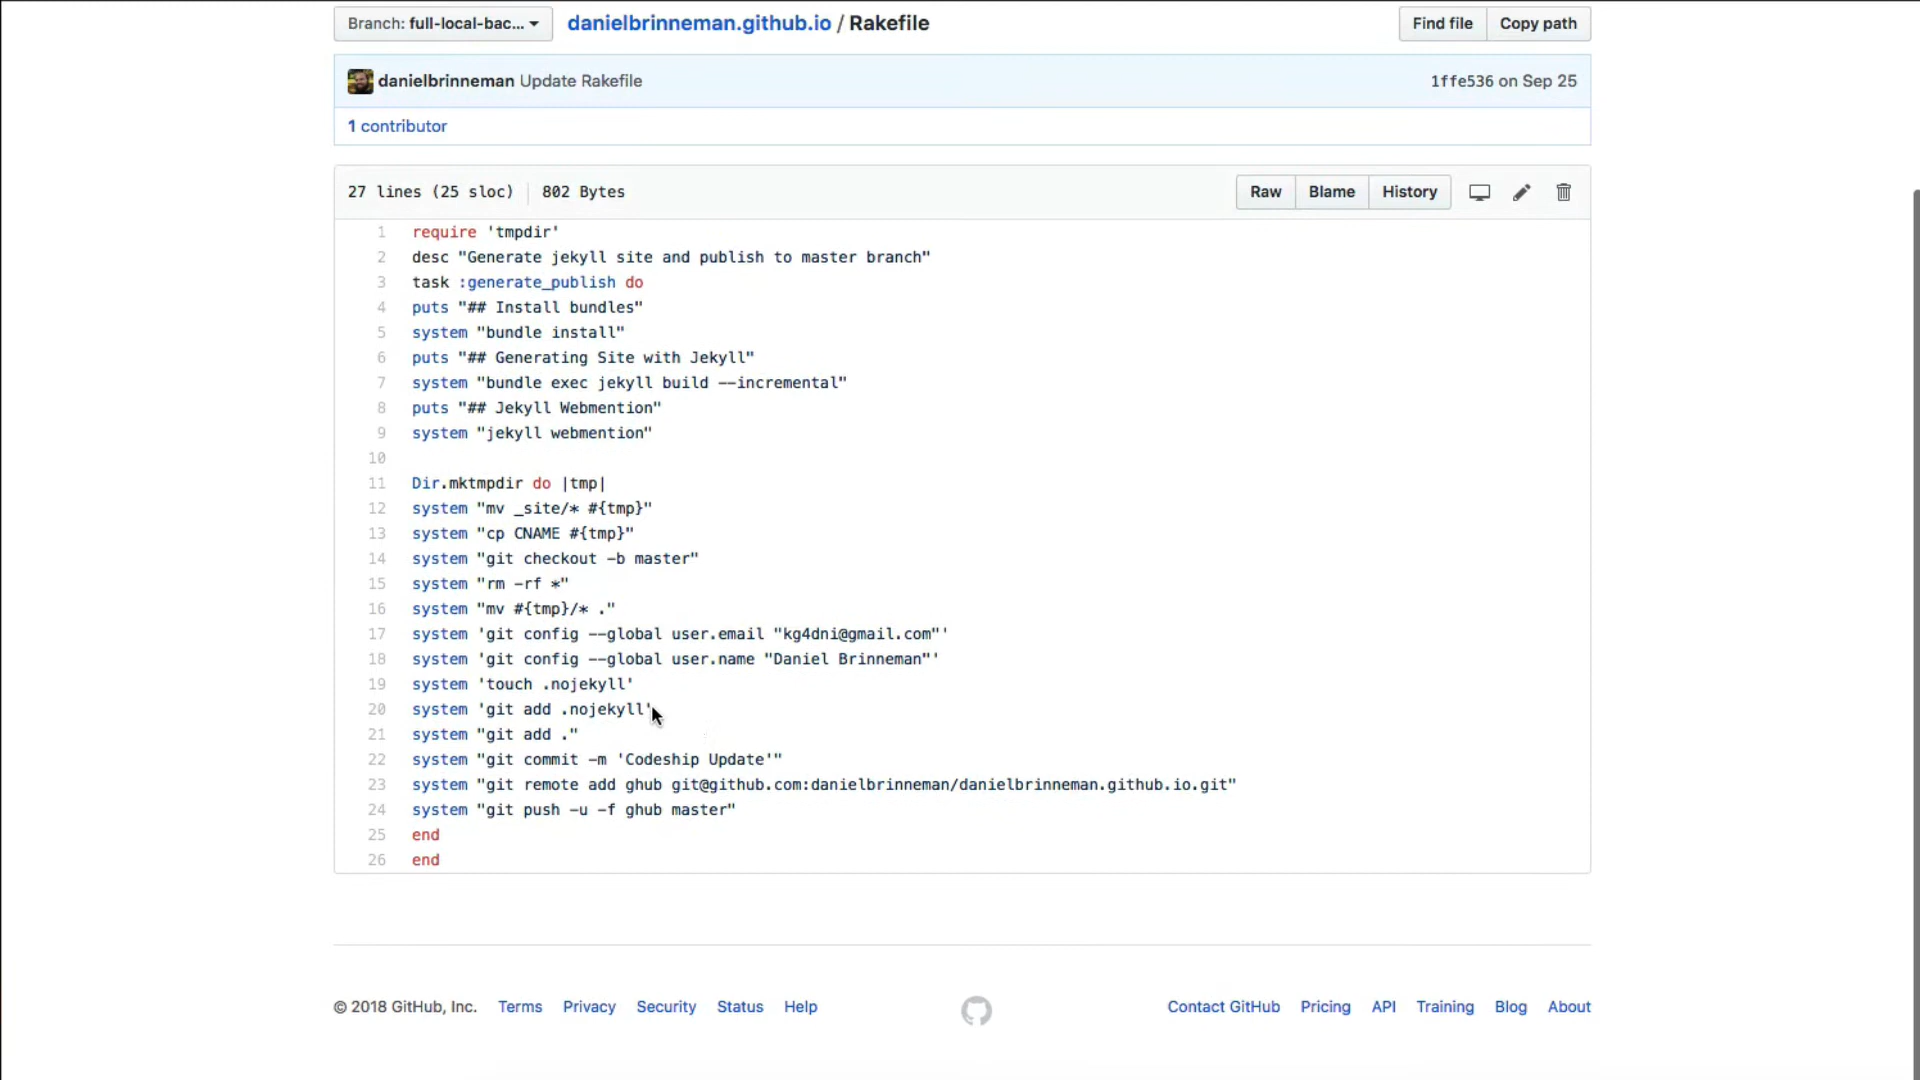 Branch: full-local-bac...
danielbrinneman.github.io / Rakefile
Find file
Copy path
danielbrinneman Update Rakefile
1ffe536 on Sep 25
1 contributor
27 lines (25 sloc)
802 Bytes
Raw
Blame
History
1 require 'tmpdir'
2 desc "Generate jekyll site and publish to master branch"
3 task :generate_publish do
4 puts "## Install bundles"
5 system "bundle install"
6 puts "## Generating Site with Jekyll"
7 system "bundle exec jekyll build --incremental"
8 puts "## Jekyll Webmention"
9 system "jekyll webmention"
10
11 Dir.mktmpdir do |tmp|
12 system "mv _site/* #{tmp}"
13 system "cp CNAME #{tmp}"
14 system "git checkout -b master"
15 system "rm -rf *"
16 system "mv #{tmp}/* ."
17 system 'git config --global user.email "kg4dni@gmail.com"'
18 system 'git config --global user.name "Daniel Brinneman"'
19 system 'touch .nojekyll'
20 system 'git add .nojekyll'
21 system "git add ."
22 system "git commit -m 'Codeship Update'"
23 system "git remote add ghub git@github.com:danielbrinneman/danielbrinneman.github.io.git"
24 system "git push -u -f ghub master"
25 end
26 end
© 2018 GitHub, Inc.
Terms
Privacy
Security
Status
Help
Contact GitHub
Pricing
API
Training
Blog
About